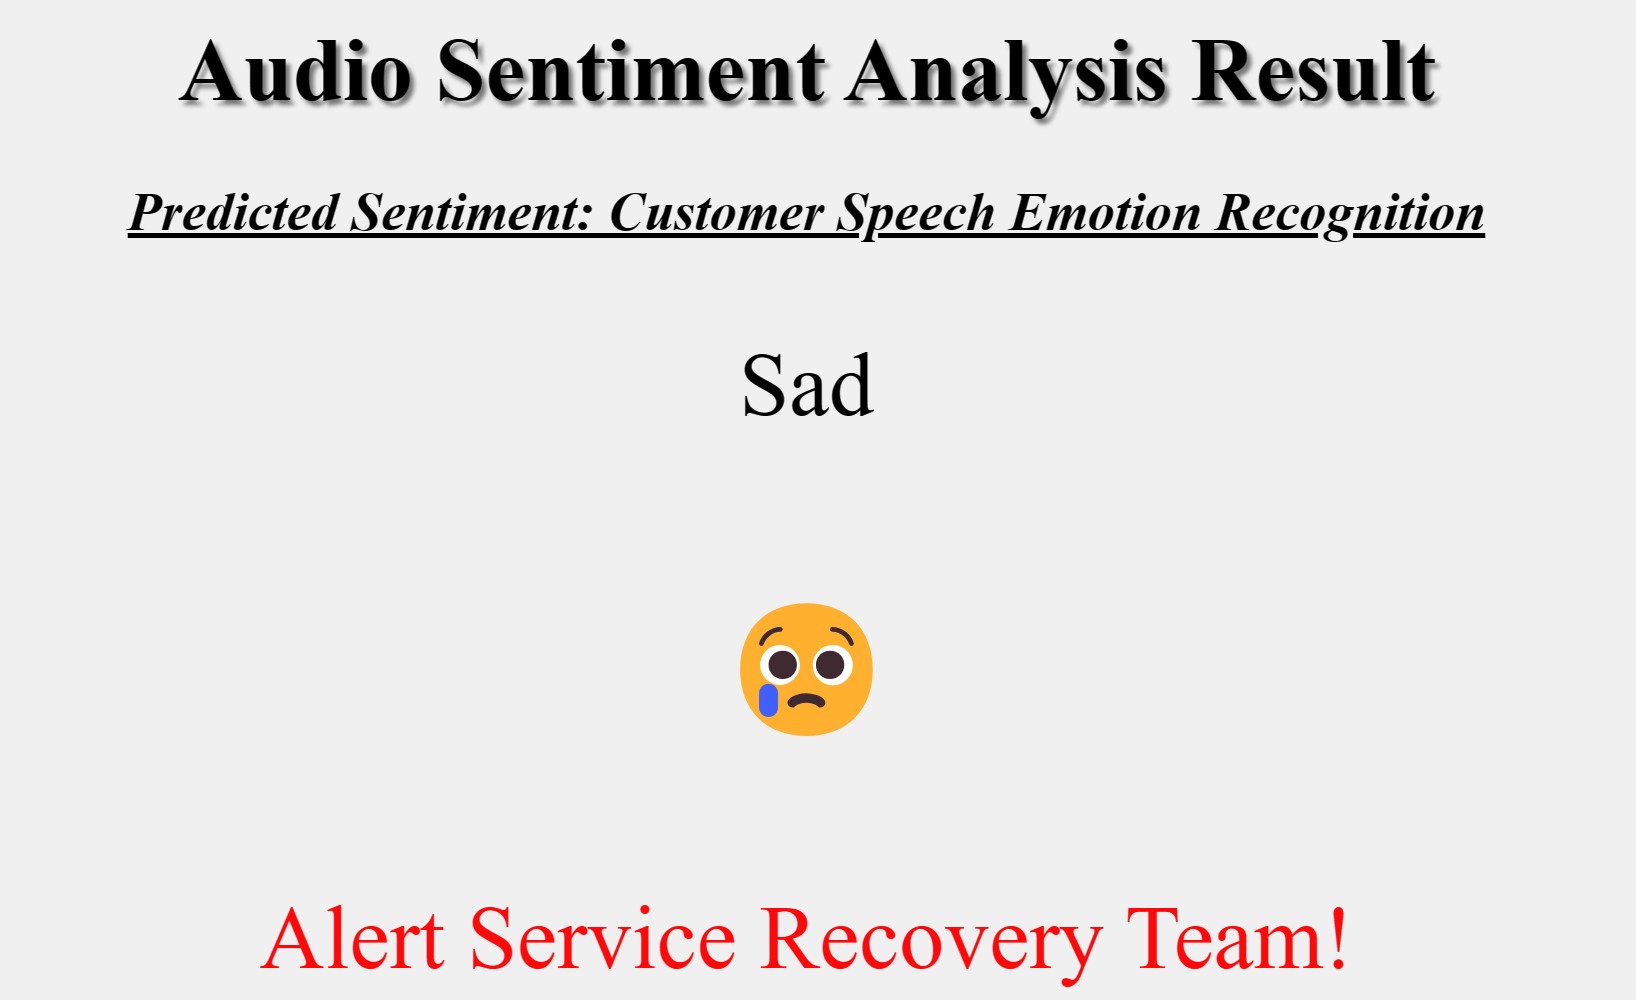 Audio Sentiment Analysis Result
Predicted Sentiment: Customer Speech Emotion Recognition
Sad
Alert Service Recovery Team!